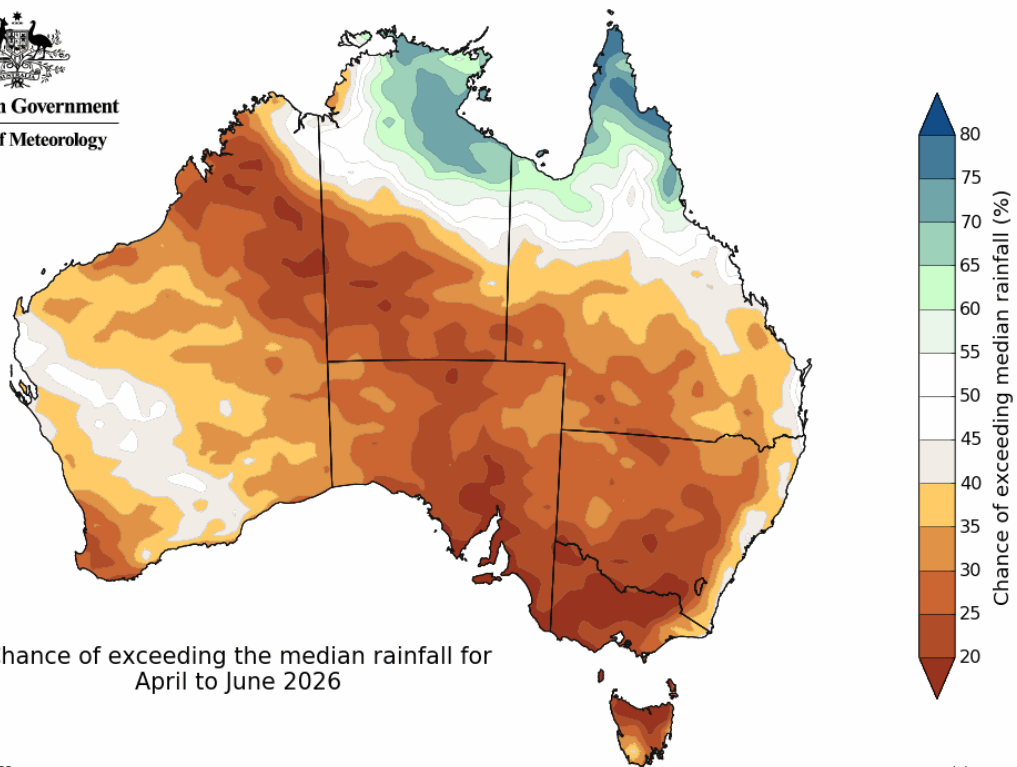 n Government
f Meteorology
80
75
70
65
60
55
50
45
40
35
30
25
20
Chance of exceeding median rainfall (%)
hance of exceeding the median rainfall for
April to June 2026